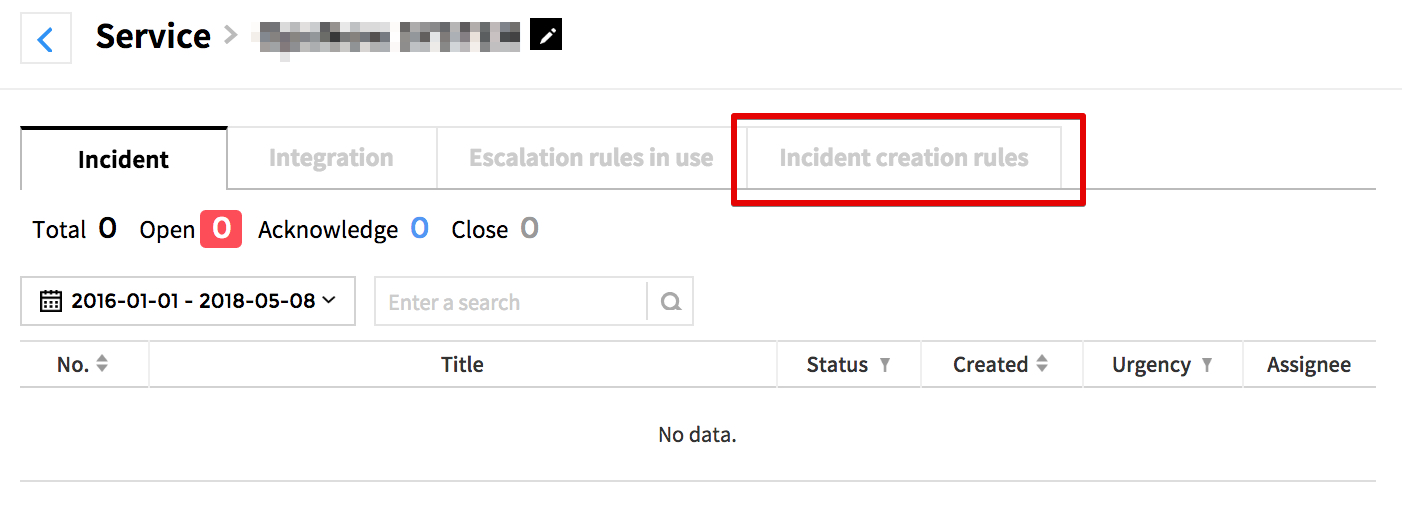 Service >
Incident Integration Escalation rules in use Incident creation rules
Total 0 Open 0 Acknowledge 0 Close 0
2016-01-01 - 2018-05-08 Enter a search
No. Title Status Created Urgency Assignee
No data.